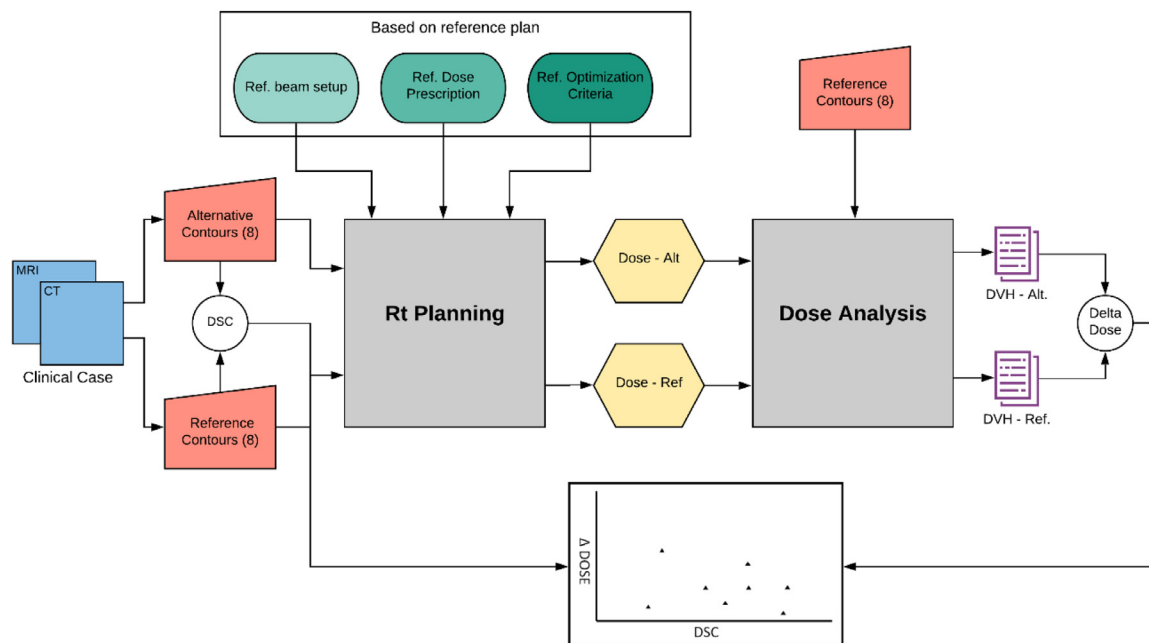 Based on reference plan
Ref. beam setup
Ref. Dose
Prescription
Ref. Optimization
Criteria
Reference
Contours (8)
Alternative
Contours (8)
MRI
CT
Clinical Case
DSC
Reference
Contours (8)
Rt Planning
Dose - Alt
Dose - Ref
Dose Analysis
DVH - Alt.
DVH - Ref.
Delta
Dose
Δ DOSE
DSC